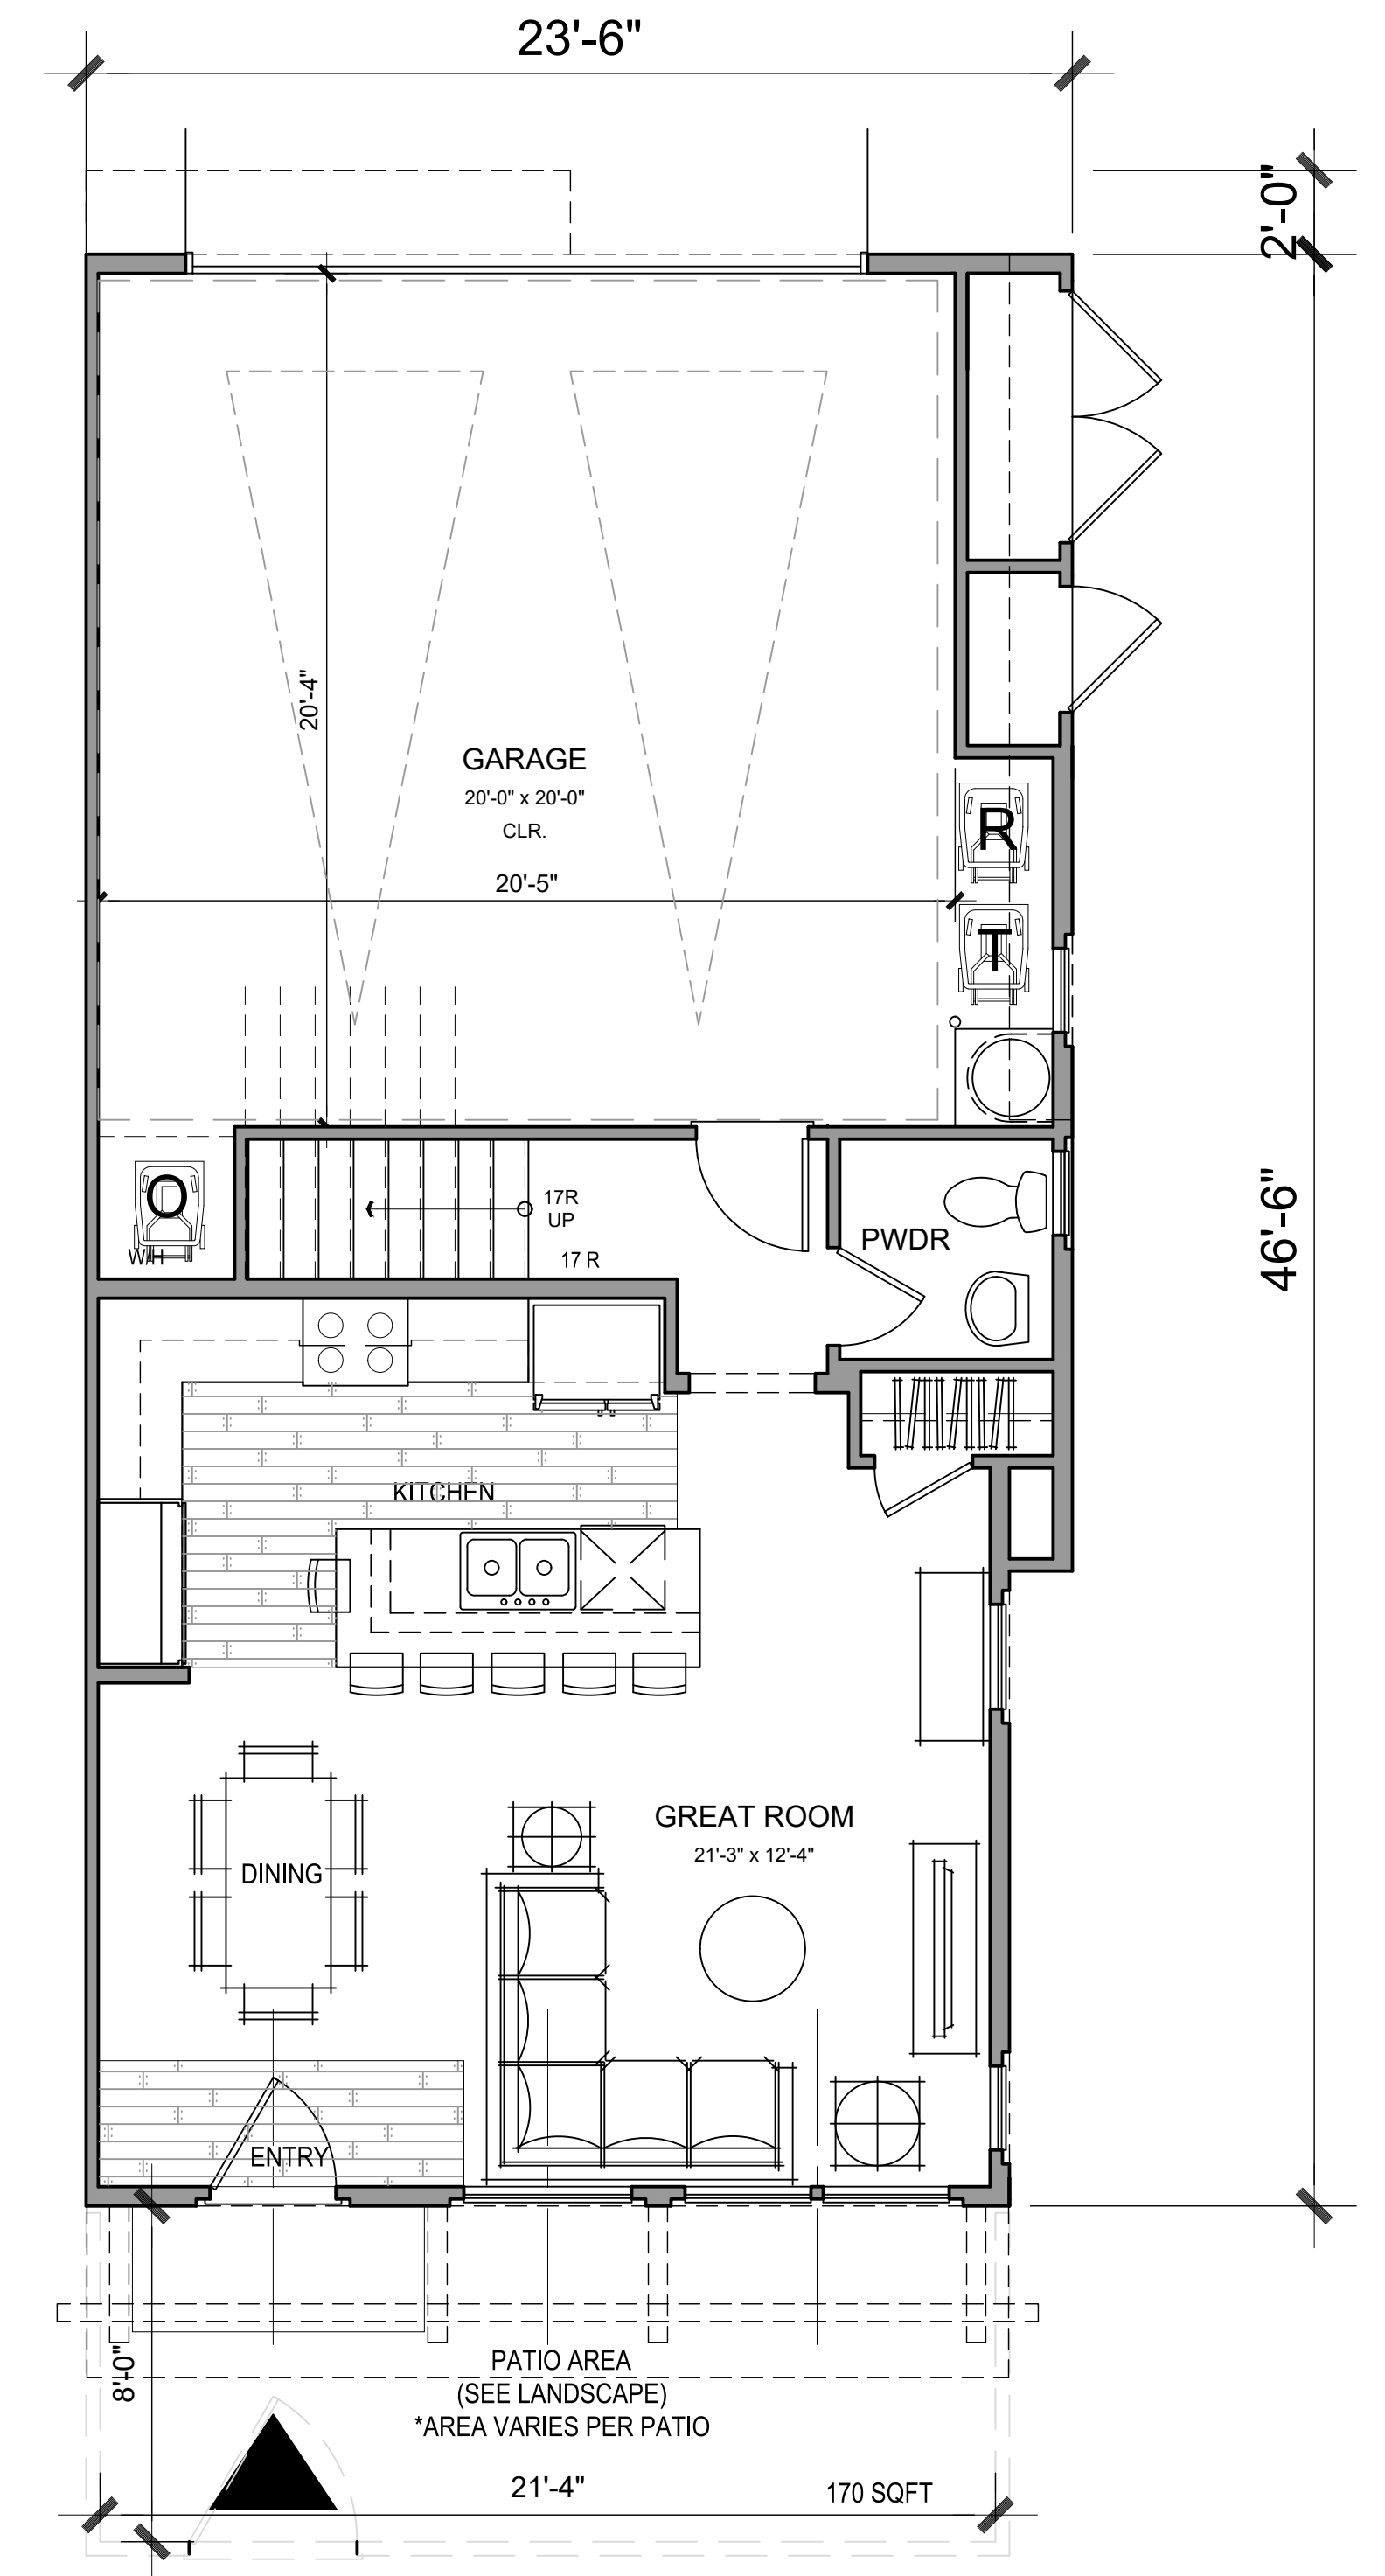 23'-6"
2'-0"
20'-4"
GARAGE
20'-0" x 20'-0"
CLR.
20'-5"
R
T
O
W/H
17R
UP
17 R
PWDR
46'-6"
KITCHEN
GREAT ROOM
21'-3" x 12'-4"
DINING
ENTRY
8'-0"
PATIO AREA
(SEE LANDSCAPE)
*AREA VARIES PER PATIO
21'-4"
170 SQFT